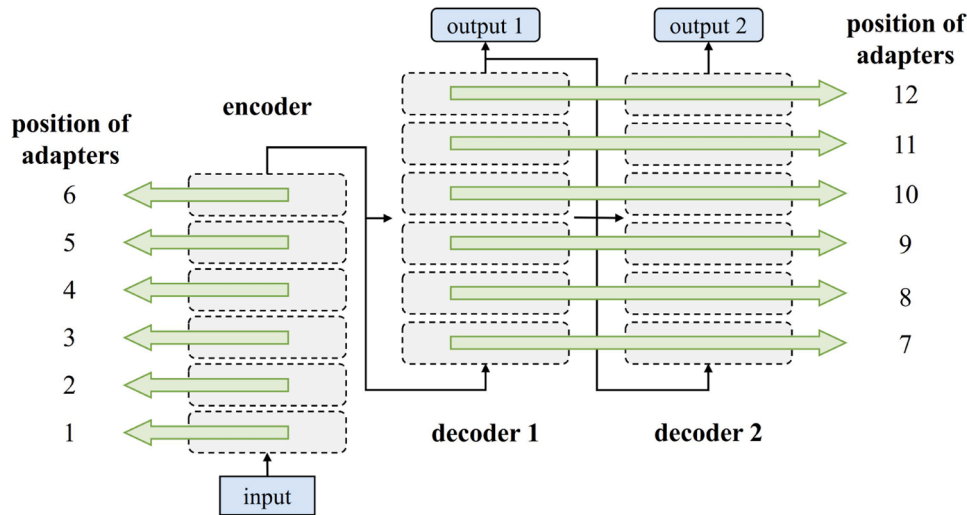 output 1
output 2
position of
adapters
12
11
10
9
8
7
encoder
position of
adapters
6
5
4
3
2
1
decoder 1
decoder 2
input